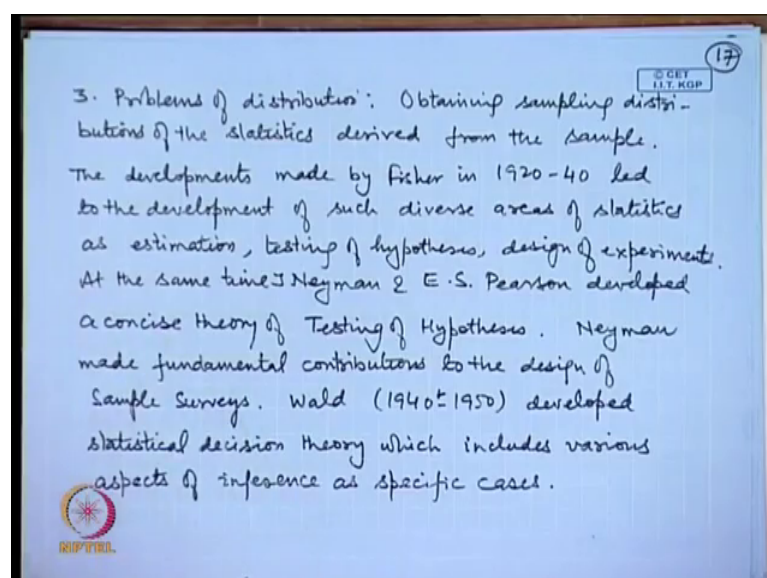 17
© CET
I.I.T. KGP
3. Problems of distribution: Obtaining sampling distri-
butions of the statistics derived from the sample.
The developments made by Fisher in 1920-40 led
to the development of such diverse areas of statistics
as estimation, testing of hypotheses, design of experiments.
At the same time J Neyman & E.S. Pearson developed
a concise theory of Testing of Hypotheses. Neyman
made fundamental contributions to the design of
Sample Surveys. Wald (1940-1950) developed
statistical decision theory which includes various
aspects of inference as specific cases.
NPTEL